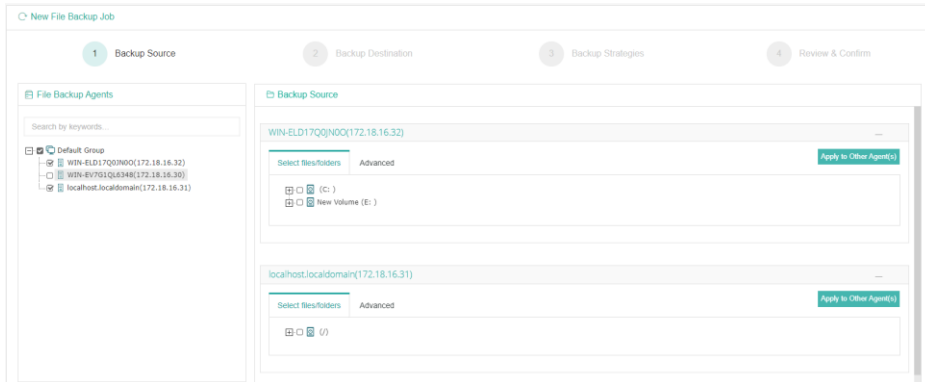 New File Backup Job
1 Backup Source
2 Backup Destination
3 Backup Strategies
4 Review & Confirm
File Backup Agents
Search by keywords...
Default Group
WIN-ELD17Q0JN0O(172.18.16.32)
WIN-EV7G1QL6348(172.18.16.30)
localhost.localdomain(172.18.16.31)
Backup Source
WIN-ELD17Q0JN0O(172.18.16.32)
Select files/folders Advanced
Apply to Other Agent(s)
(C: )
New Volume (E: )
localhost.localdomain(172.18.16.31)
Select files/folders Advanced
Apply to Other Agent(s)
(/)